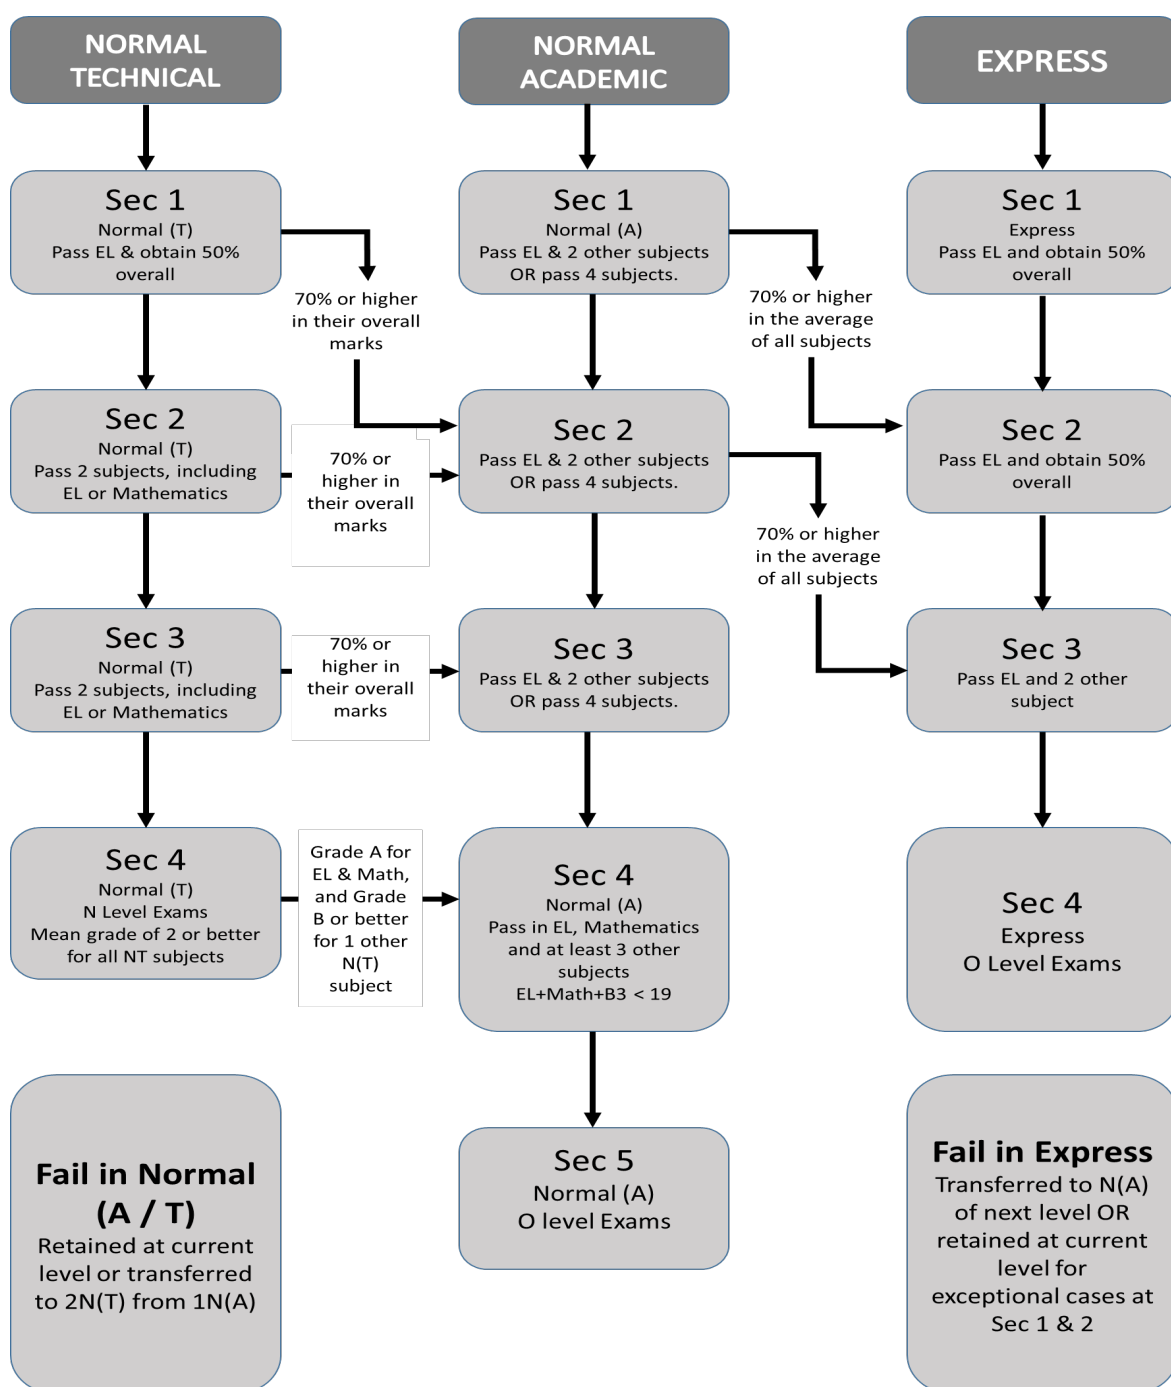 NORMAL
TECHNICAL
NORMAL
ACADEMIC
EXPRESS
Sec 1
Normal (T)
Pass EL & obtain 50%
overall
70% or higher
in their overall
marks
Sec 1
Normal (A)
Pass EL & 2 other subjects
OR pass 4 subjects.
70% or higher
in the average
of all subjects
Sec 1
Express
Pass EL and obtain 50%
overall
Sec 2
Normal (T)
Pass 2 subjects, including
EL or Mathematics
70% or
higher in
their overall
marks
Sec 2
Pass EL & 2 other subjects
OR pass 4 subjects.
70% or higher
in the average
of all subjects
Sec 2
Pass EL and obtain 50%
overall
Sec 3
Normal (T)
Pass 2 subjects, including
EL or Mathematics
70% or
higher in
their overall
marks
Sec 3
Pass EL & 2 other subjects
OR pass 4 subjects.
Sec 3
Pass EL and 2 other
subject
Sec 4
Normal (T)
N Level Exams
Mean grade of 2 or better
for all NT subjects
Grade A for
EL & Math,
and Grade
B or better
for 1 other
N(T)
subject
Sec 4
Normal (A)
Pass in EL, Mathematics
and at least 3 other
subjects
EL+Math+B3 < 19
Sec 4
Express
O Level Exams
Fail in Normal
(A / T)
Retained at current
level or transferred
to 2N(T) from 1N(A)
Sec 5
Normal (A)
O level Exams
Fail in Express
Transferred to N(A)
of next level OR
retained at current
level for
exceptional cases at
Sec 1 & 2